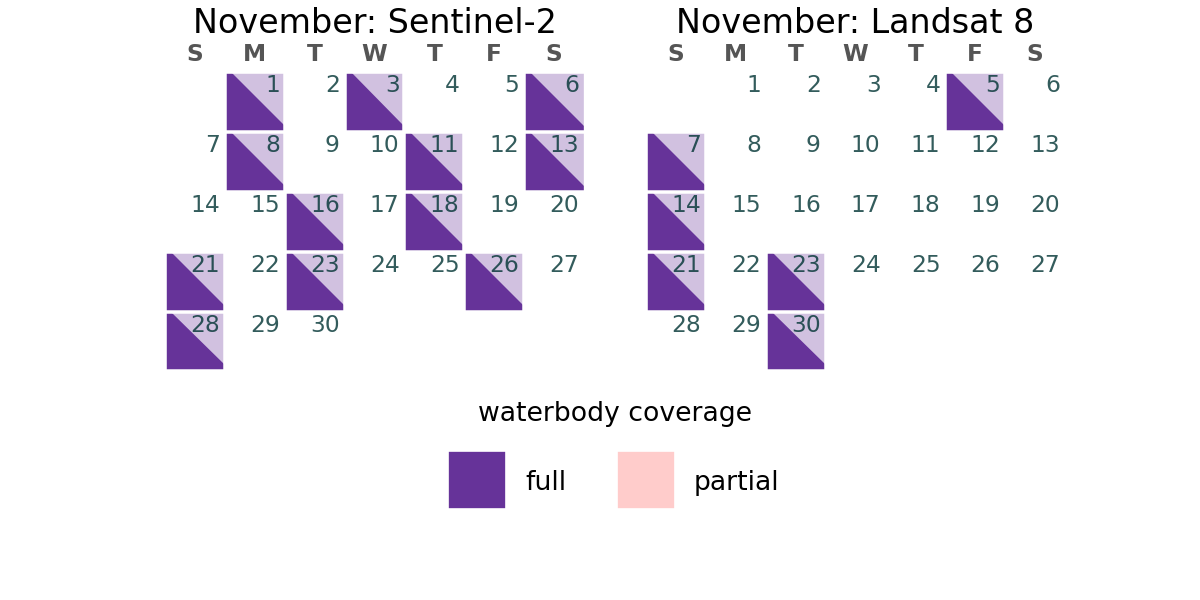 November: Sentinel-2
S M T W T F S
1 2 3 4 5 6
7 8 9 10 11 12 13
14 15 16 17 18 19 20
21 22 23 24 25 26 27
28 29 30
November: Landsat 8
S M T W T F S
1 2 3 4 5 6
7 8 9 10 11 12 13
14 15 16 17 18 19 20
21 22 23 24 25 26 27
28 29 30
waterbody coverage
full partial